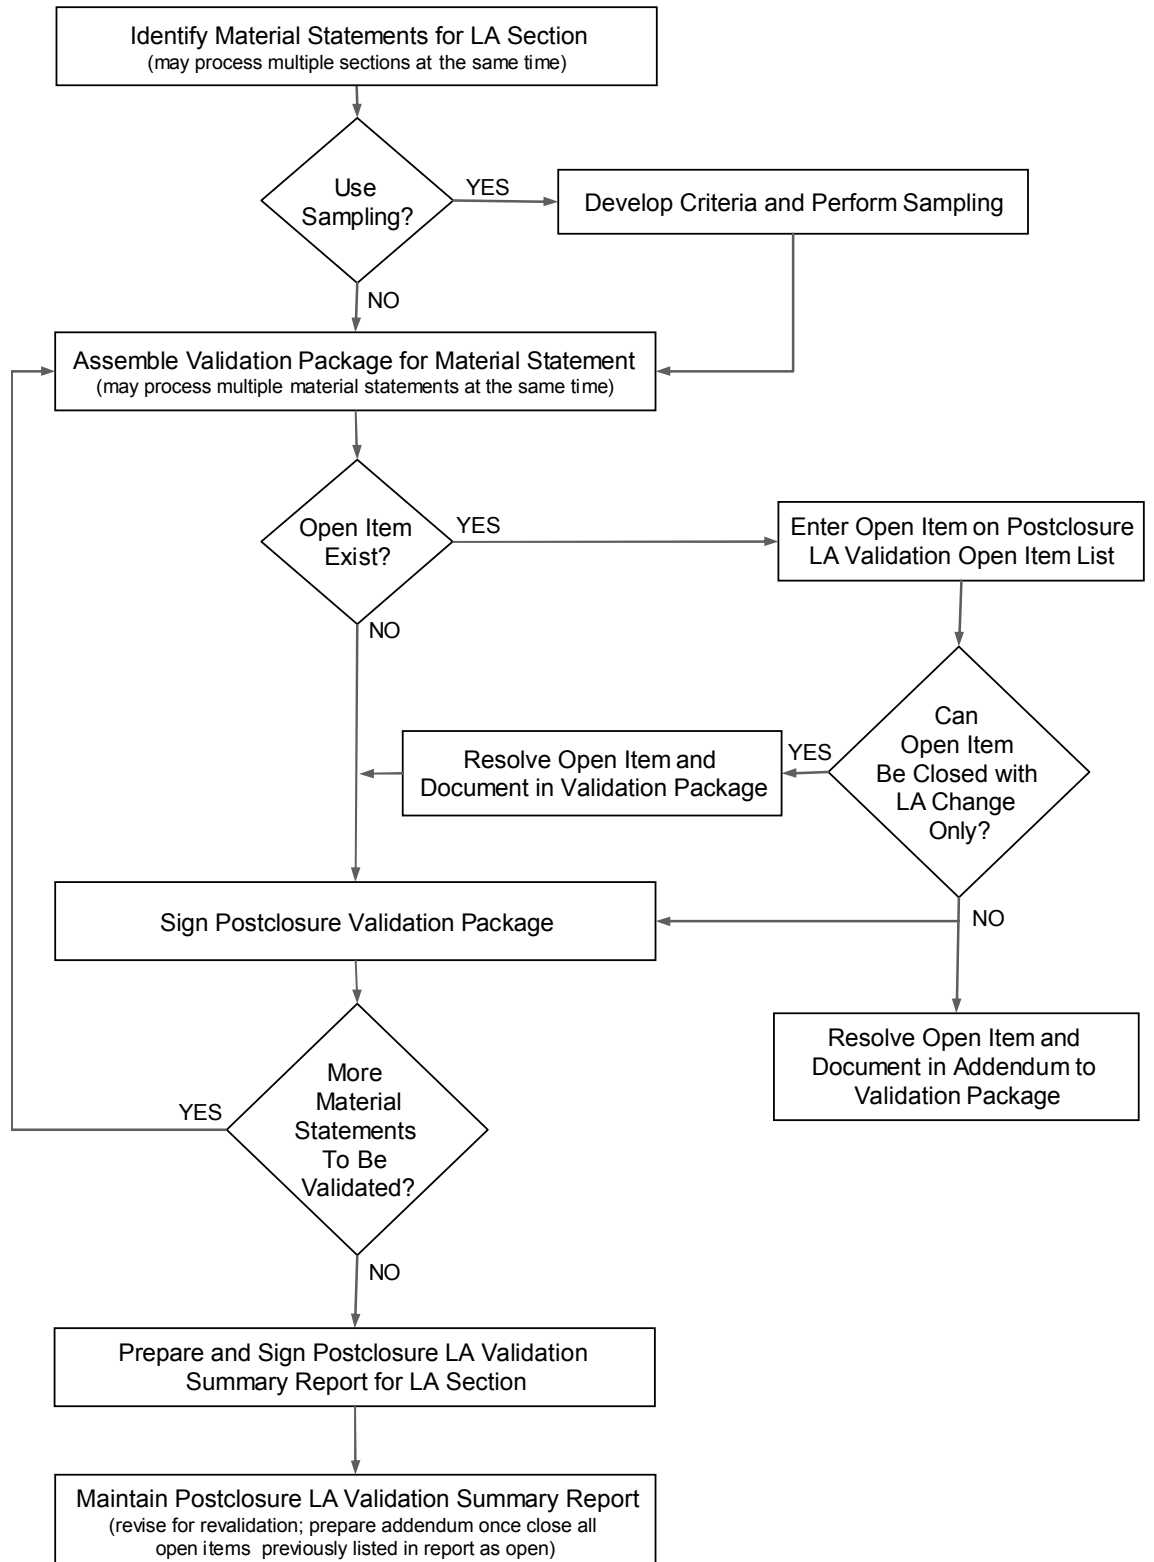 Identify Material Statements for LA Section
(may process multiple sections at the same time)
Use
Sampling?
YES
Develop Criteria and Perform Sampling
NO
Assemble Validation Package for Material Statement
(may process multiple material statements at the same time)
Open Item
Exist?
YES
Enter Open Item on Postclosure
LA Validation Open Item List
NO
Can
Open Item
Be Closed with
LA Change
Only?
YES
Resolve Open Item and
Document in Validation Package
NO
Sign Postclosure Validation Package
Resolve Open Item and
Document in Addendum to
Validation Package
More
Material
Statements
To Be
Validated?
YES
NO
Prepare and Sign Postclosure LA Validation
Summary Report for LA Section
Maintain Postclosure LA Validation Summary Report
(revise for revalidation; prepare addendum once close all
open items previously listed in report as open)